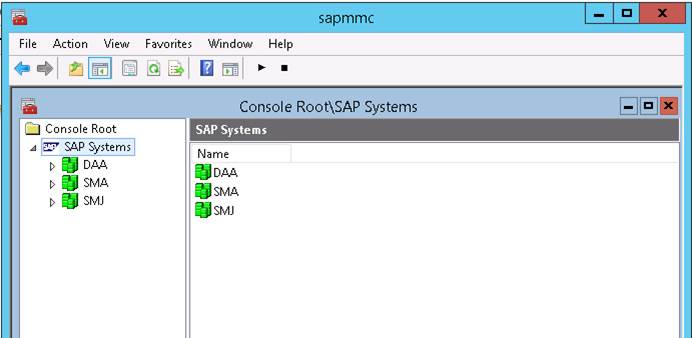 sapmmc
File Action View Favorites Window Help
Console Root\SAP Systems
Console Root
SAP Systems
DAA
SMA
SMJ
SAP Systems
Name
DAA
SMA
SMJ